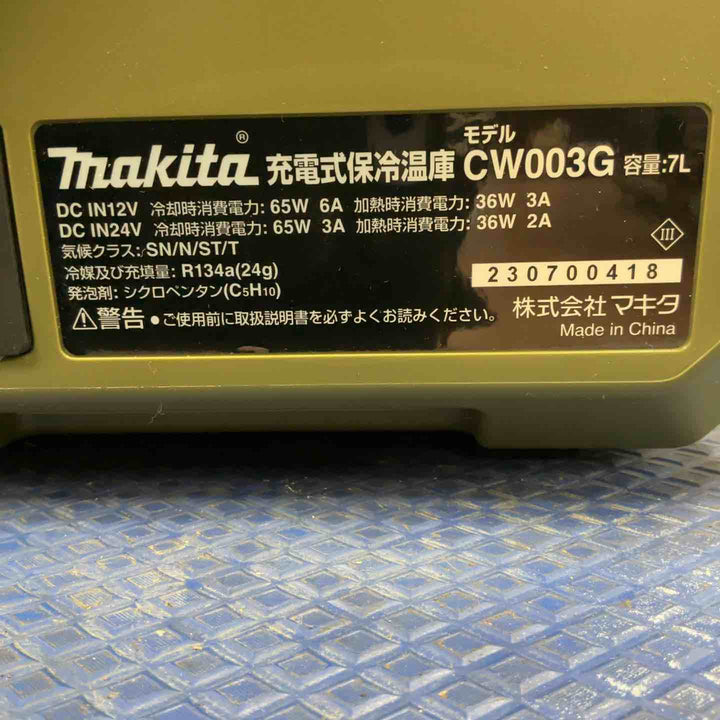 makita® 充電式保冷温庫 モデル CW003G 容量:7L
DC IN12V 冷却時消費電力: 65W 6A 加熱時消費電力: 36W 3A
DC IN24V 冷却時消費電力: 65W 3A 加熱時消費電力: 36W 2A
気候クラス: SN/N/ST/T
冷媒及び充填量: R134a(24g)
III
230700418
発泡剤: シクロペンタン(C₅H₁₀)
⚠警告 ● ご使用前に取扱説明書を必ずよくお読みください。
株式会社 マキタ
Made in China